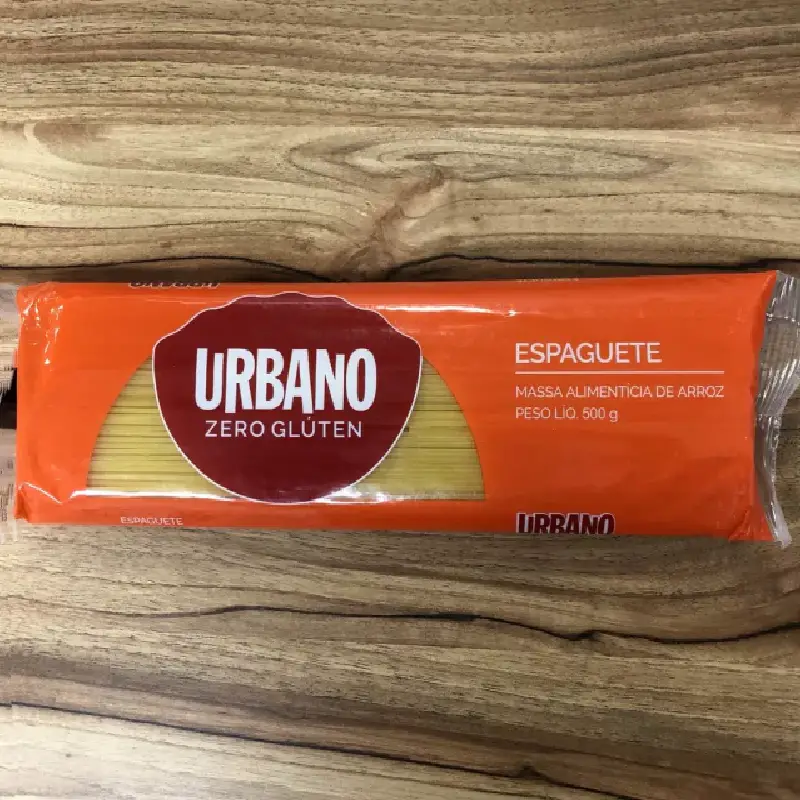 URBANO
ZERO GLÚTEN
ESPAGUETE
MASSA ALIMENTÍCIA DE ARROZ
PESO LÍQ. 500 g
ESPAGUETE
URBANO